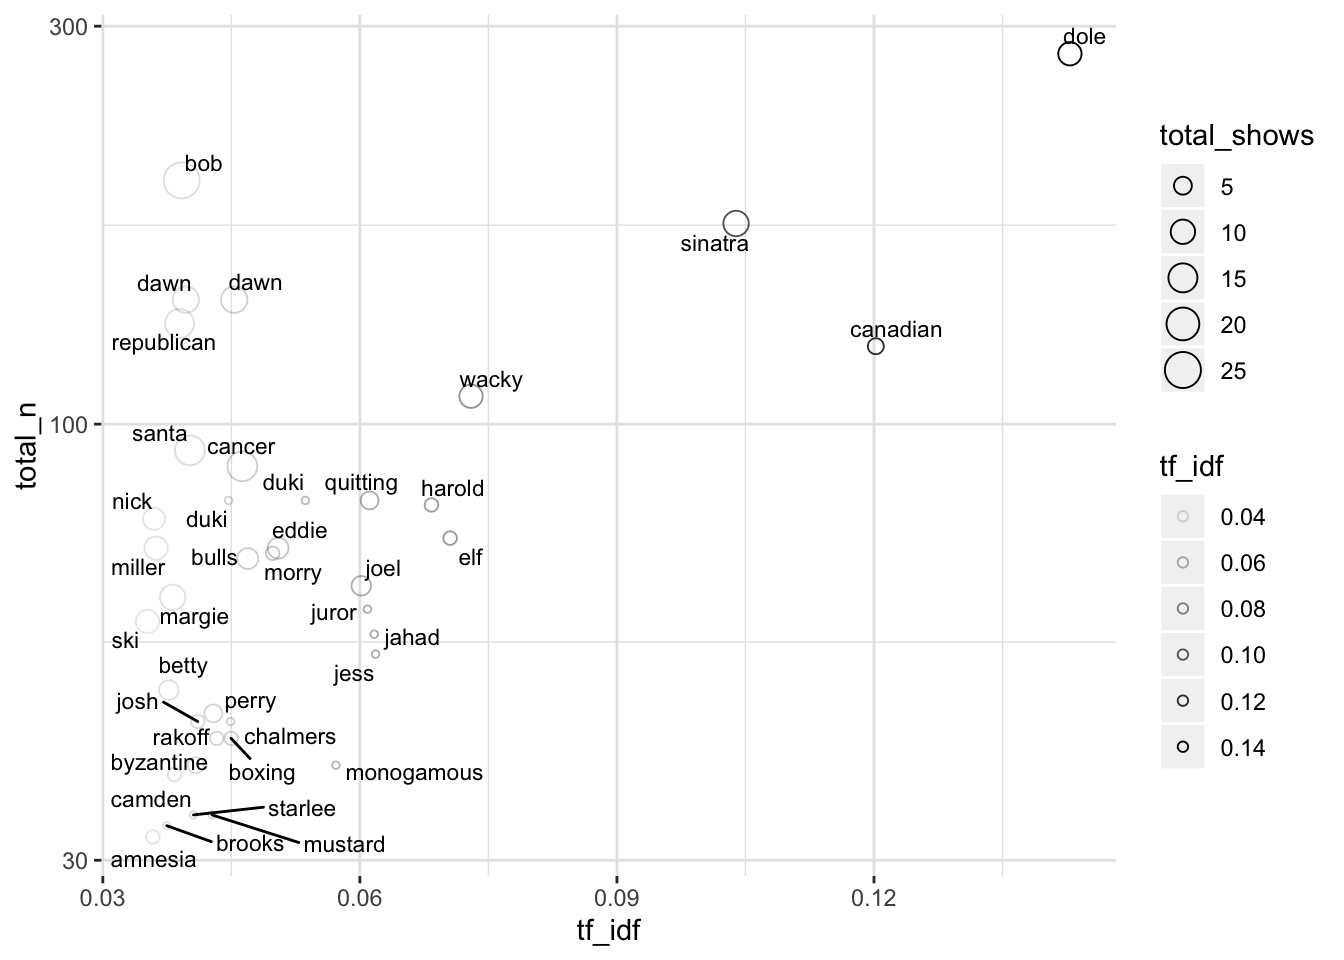 300
dole
bob
sinatra
dawn
dawn
republican
canadian
wacky
100
santa
cancer
duki
quitting
harold
nick
duki
eddie
bulls
elf
miller
morry
joel
margie
juror
ski
jahad
betty
jess
josh
perry
rakoff
chalmers
byzantine
boxing
monogamous
camden
starlee
brooks
mustard
amnesia
30
0.03
0.06
0.09
0.12
tf_idf
total_n
total_shows
5
10
15
20
25
tf_idf
0.04
0.06
0.08
0.10
0.12
0.14